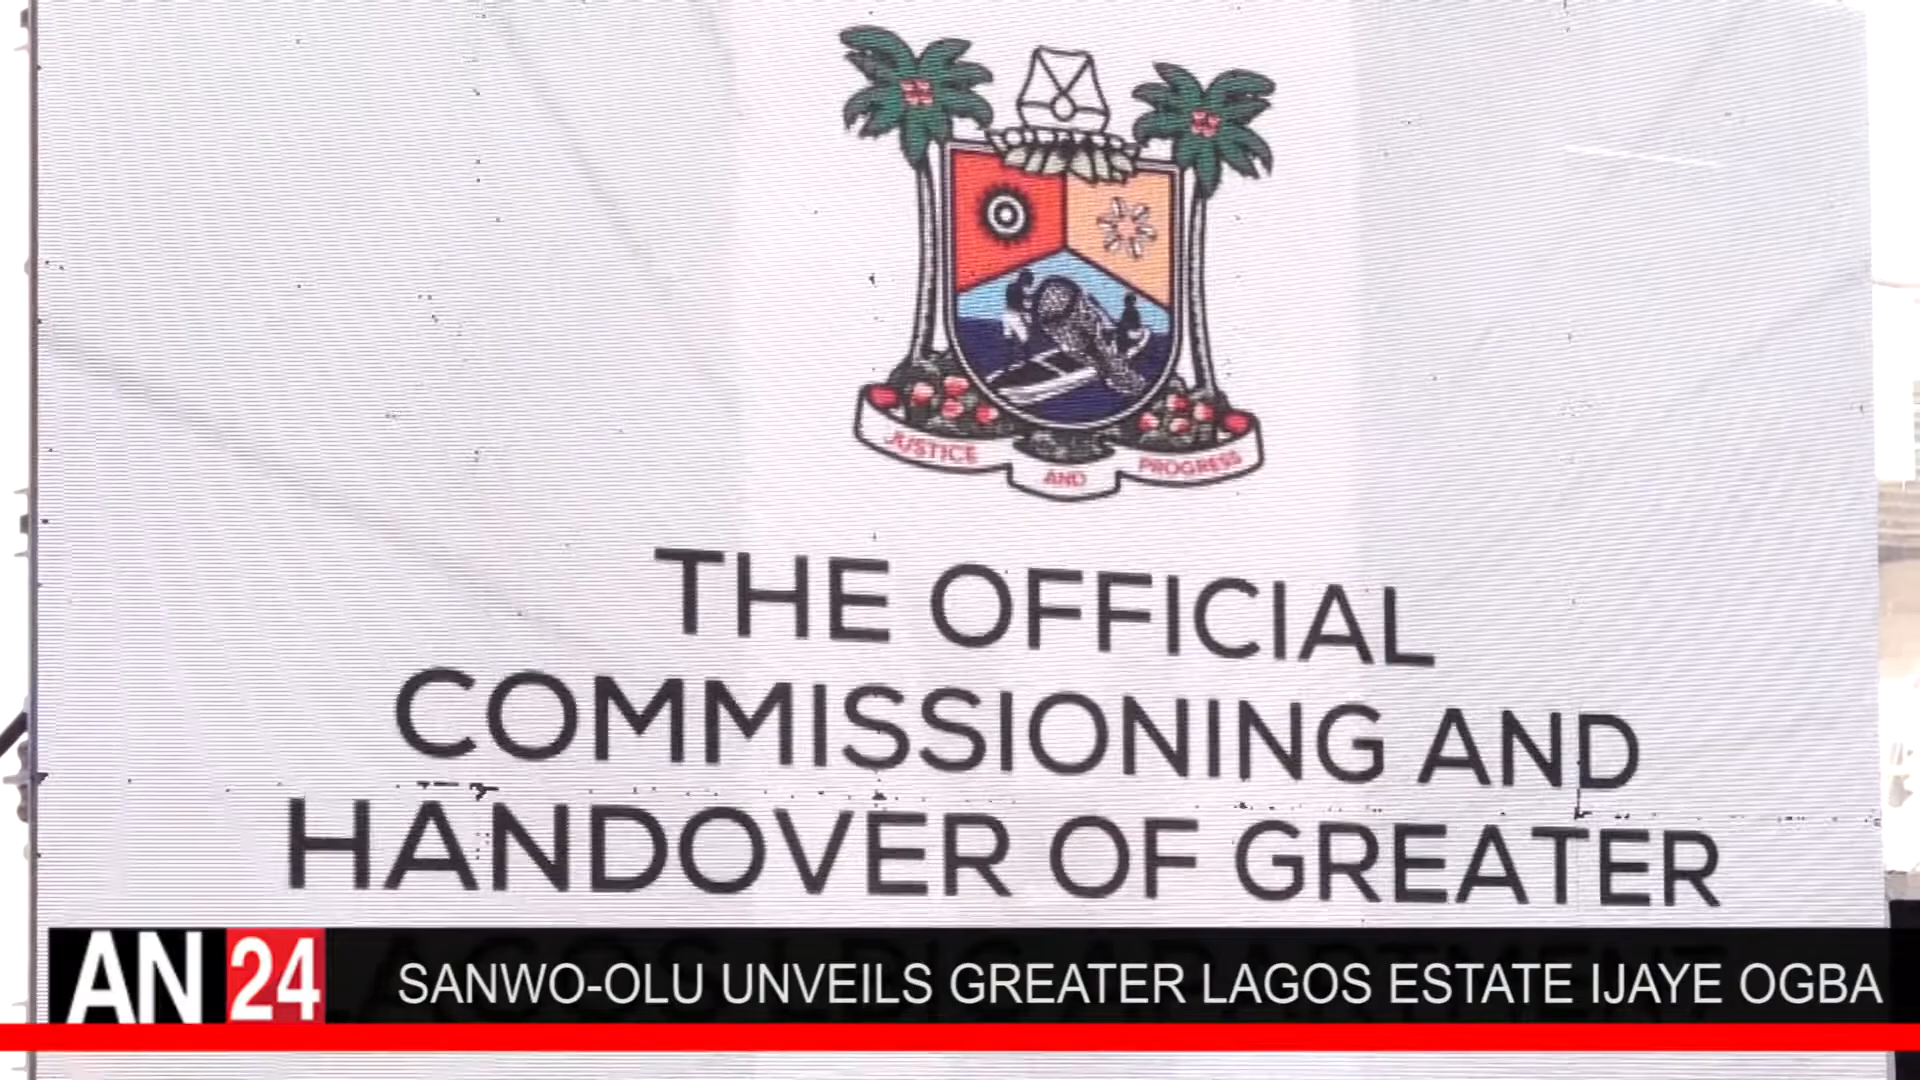 JUSTICE AND PROGRESS
THE OFFICIAL
COMMISSIONING AND
HANDOVER OF GREATER
AN 24
SANWO-OLU UNVEILS GREATER LAGOS ESTATE IJAYE OGBA